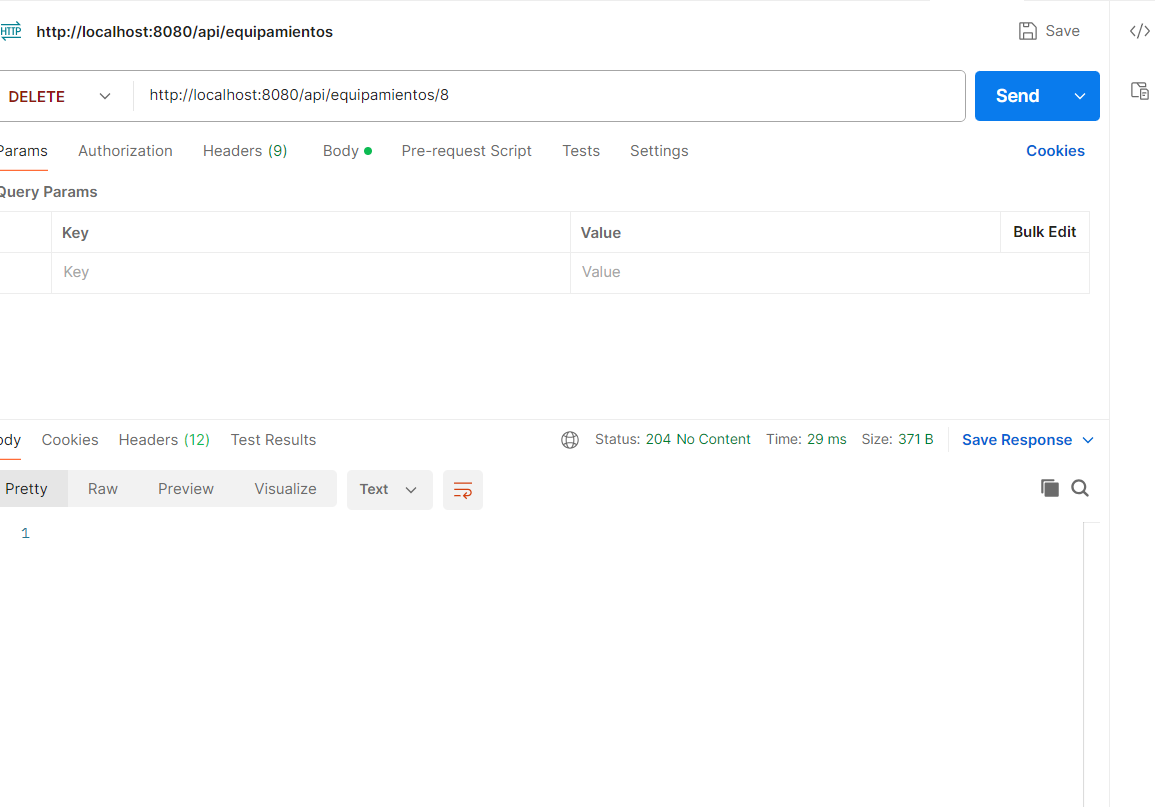 HTTP http://localhost:8080/api/equipamientos Save
DELETE http://localhost:8080/api/equipamientos/8 Send
Params Authorization Headers (9) Body Pre-request Script Tests Settings Cookies
Query Params
Key Value Bulk Edit
Key Value
ody Cookies Headers (12) Test Results Status: 204 No Content Time: 29 ms Size: 371 B Save Response
Pretty Raw Preview Visualize Text
1